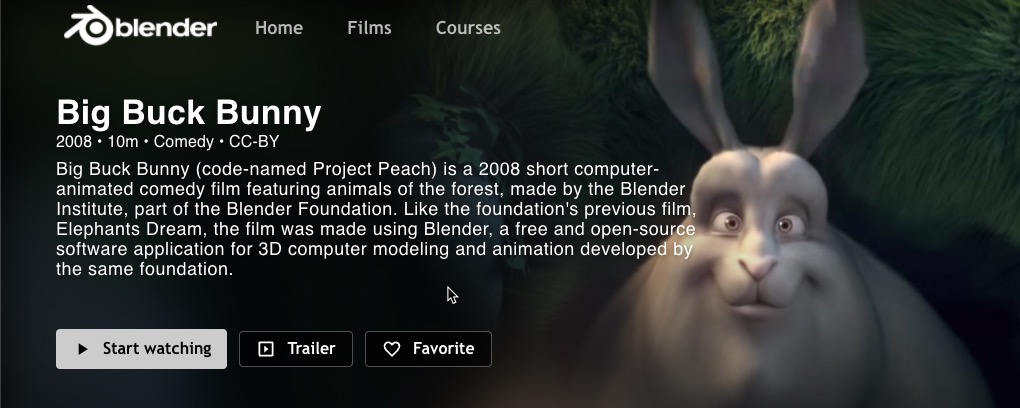 blender Home Films Courses
Big Buck Bunny
2008 • 10m • Comedy • CC-BY
Big Buck Bunny (code-named Project Peach) is a 2008 short computer-
animated comedy film featuring animals of the forest, made by the Blender
Institute, part of the Blender Foundation. Like the foundation's previous film,
Elephants Dream, the film was made using Blender, a free and open-source
software application for 3D computer modeling and animation developed by
the same foundation.
Start watching Trailer Favorite